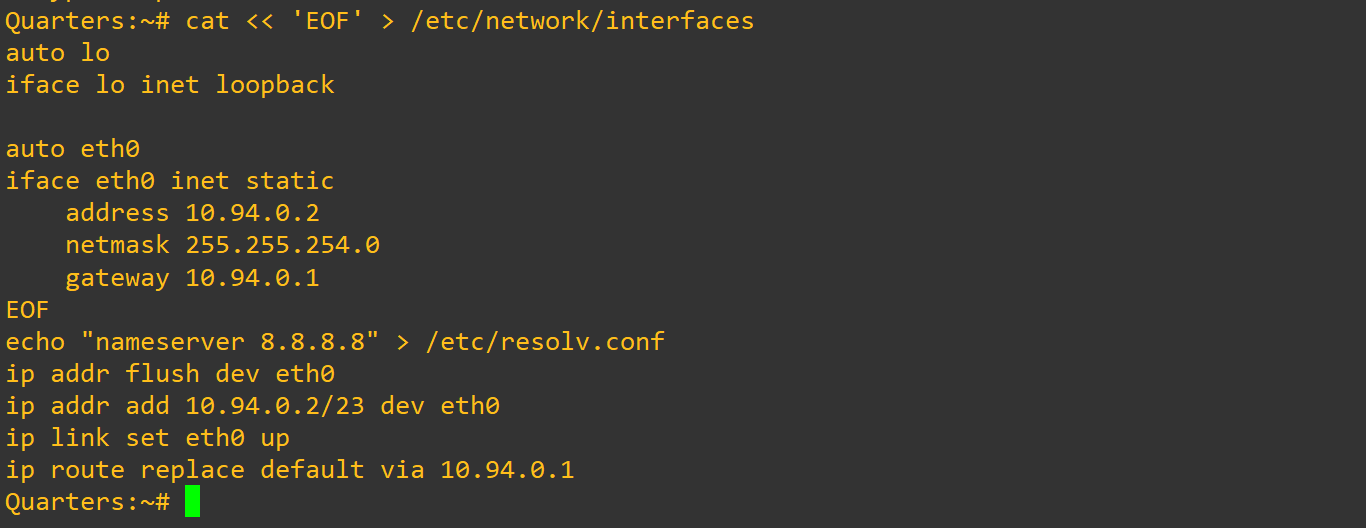 Quarters:~# cat << 'EOF' > /etc/network/interfaces
auto lo
iface lo inet loopback

auto eth0
iface eth0 inet static
    address 10.94.0.2
    netmask 255.255.254.0
    gateway 10.94.0.1
EOF
echo "nameserver 8.8.8.8" > /etc/resolv.conf
ip addr flush dev eth0
ip addr add 10.94.0.2/23 dev eth0
ip link set eth0 up
ip route replace default via 10.94.0.1
Quarters:~#